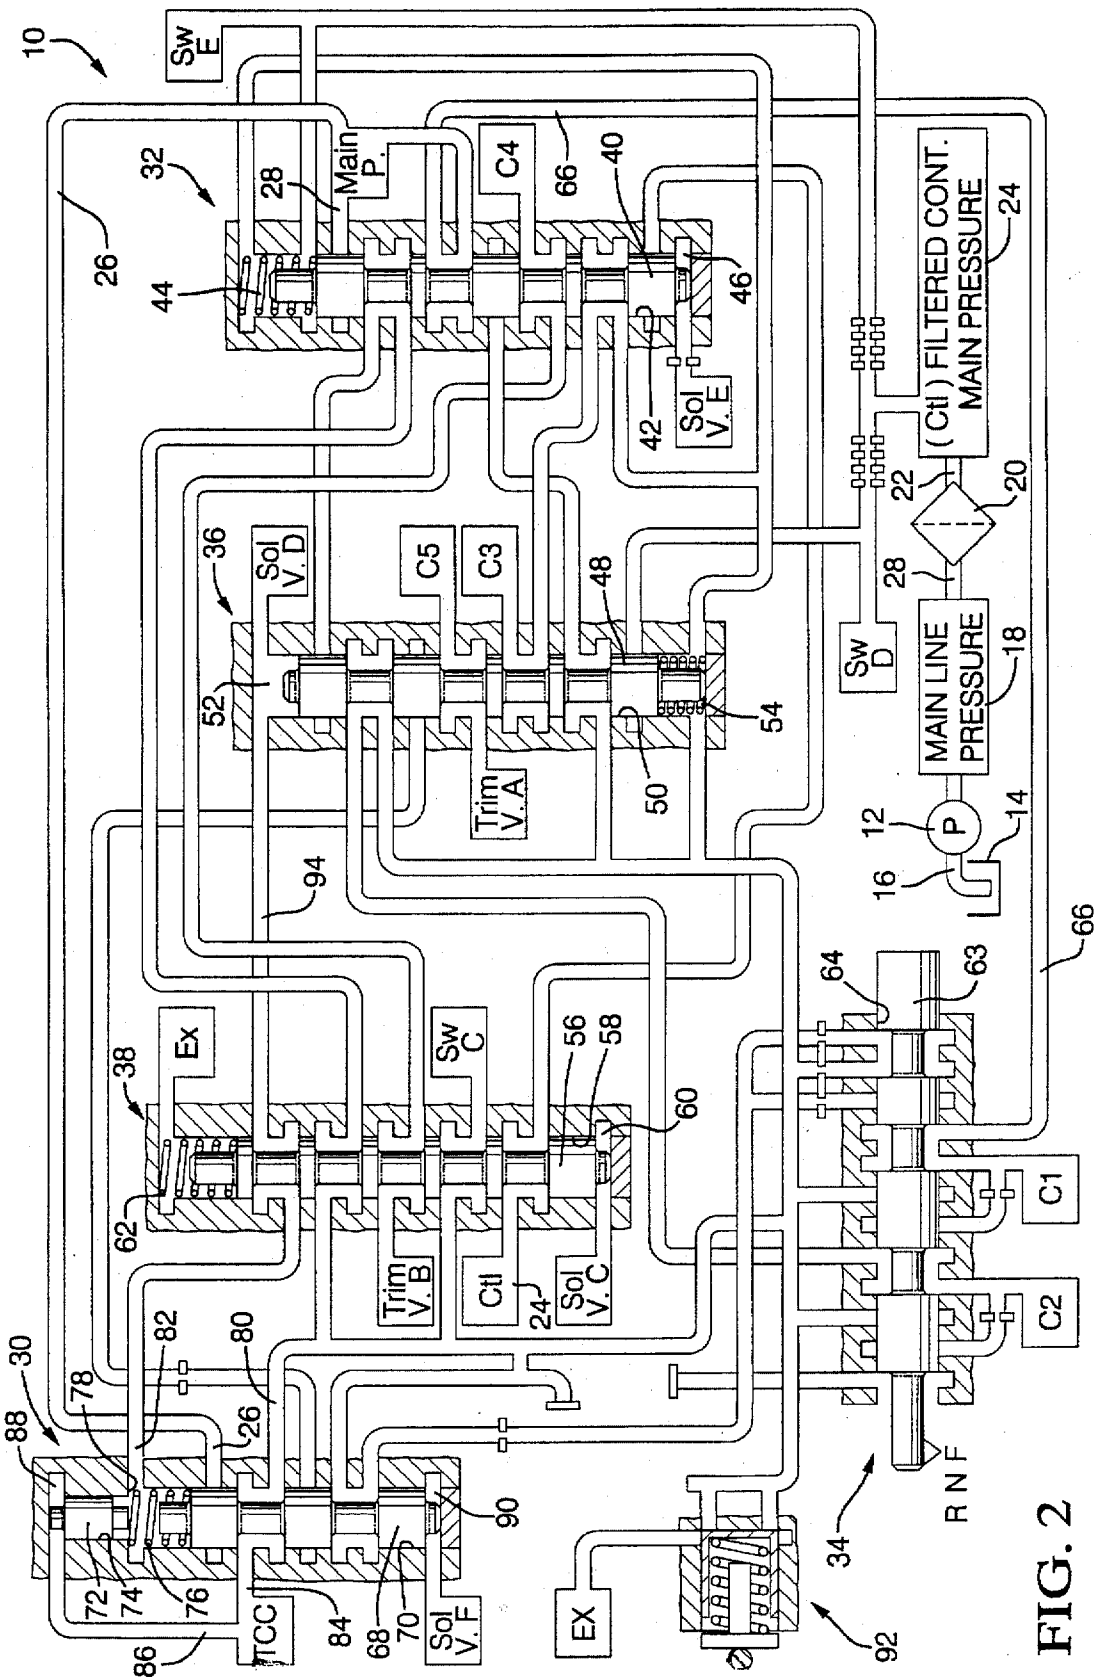 10
Sw
E
26
32
28
Main
P.
C4
66
40
44
46
42
Sol
V. E
( Ctl ) FILTERED CONT.
MAIN PRESSURE
24
22
20
28
MAIN LINE
PRESSURE
18
12
P
14
16
Sw
D
36
Sol
V. D
C5
C3
48
52
54
50
Trim
V. A
94
38
Ex
Sw
C
56
58
60
62
Trim
V. B
Ctl
24
Sol
V. C
64
63
66
C1
C2
34
R N F
30
88
78
82
80
26
90
72
74
76
84
86
TCC
68
70
Sol
V. F
EX
92
FIG. 2